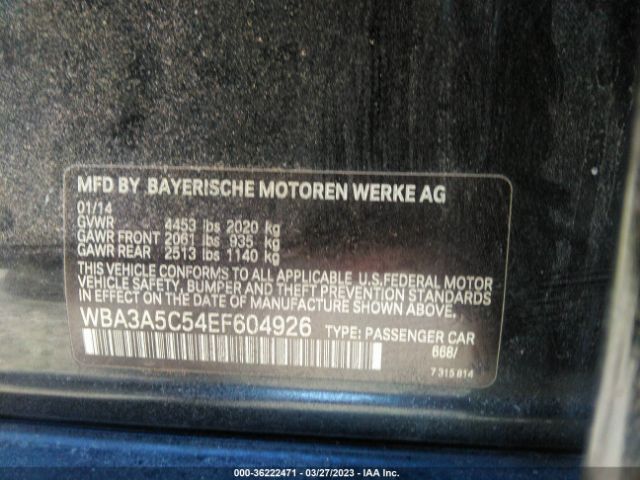 MFD BY BAYERISCHE MOTOREN WERKE AG
01/14
GVWR 4453 lbs 2020 kg
GAWR FRONT 2061 lbs 935 kg
GAWR REAR 2513 lbs 1140 kg
THIS VEHICLE CONFORMS TO ALL APPLICABLE U.S.FEDERAL MOTOR
VEHICLE SAFETY, BUMPER AND THEFT PREVENTION STANDARDS
IN EFFECT ON THE DATE OF MANUFACTURE SHOWN ABOVE.
WBA3A5C54EF604926 TYPE: PASSENGER CAR
668/
7 315 814
000-36222471 - 03/27/2023 - IAA Inc.